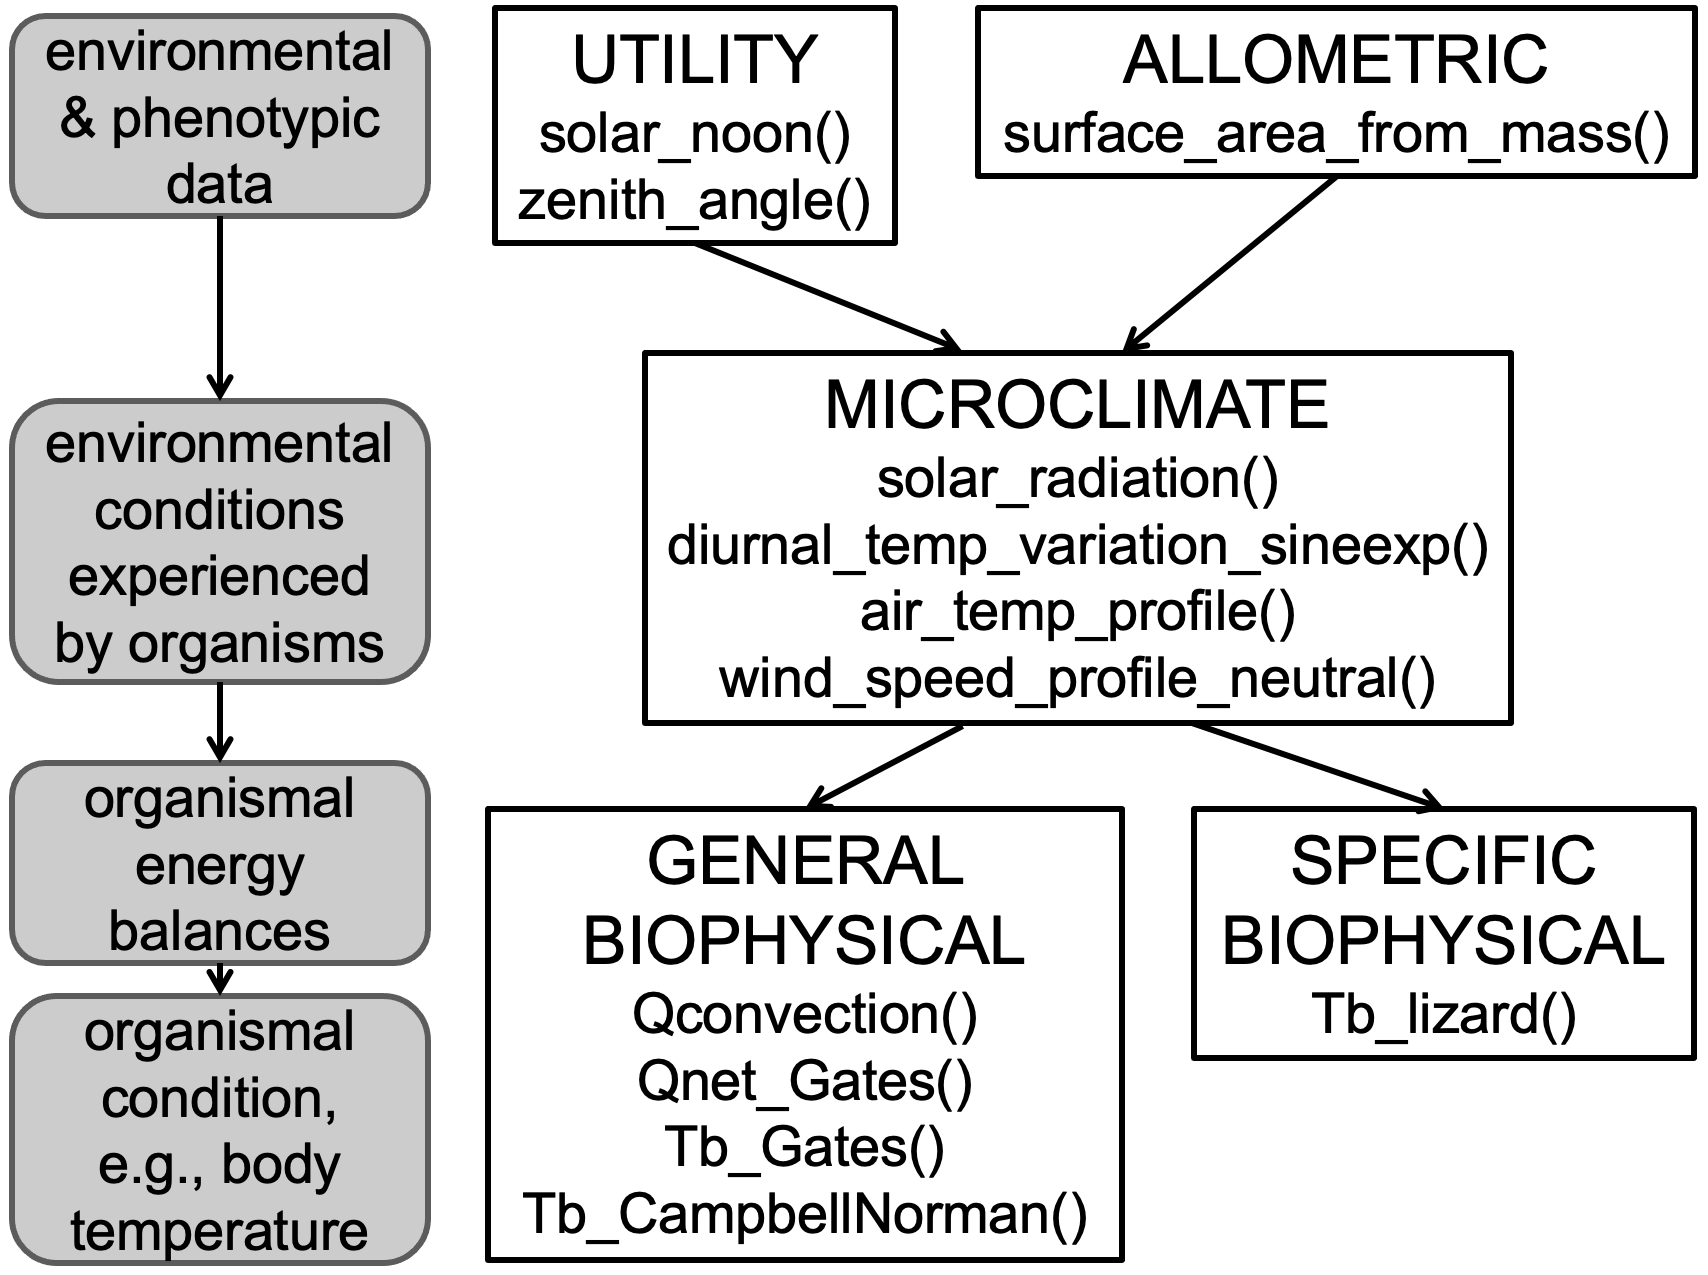 environmental
& phenotypic
data
environmental
conditions
experienced
by organisms
organismal
energy
balances
organismal
condition,
e.g., body
temperature
UTILITY
solar_noon()
zenith_angle()
ALLOMETRIC
surface_area_from_mass()
MICROCLIMATE
solar_radiation()
diurnal_temp_variation_sineexp()
air_temp_profile()
wind_speed_profile_neutral()
GENERAL
BIOPHYSICAL
Qconvection()
Qnet_Gates()
Tb_Gates()
Tb_CampbellNorman()
SPECIFIC
BIOPHYSICAL
Tb_lizard()